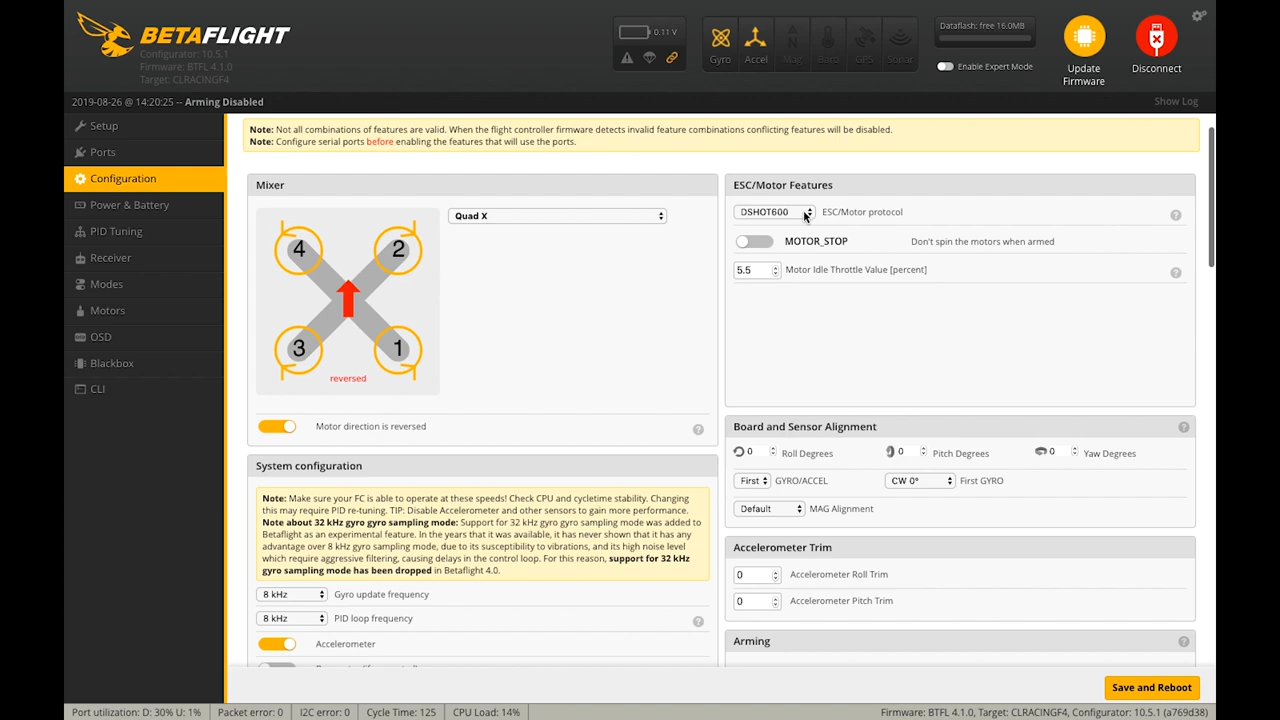 BETAFLIGHT
Configurator: 10.5.1
Firmware: BTFL 4.1.0
Target: CLRACINGF4
0.11 V
Gyro
Accel
Mag
Baro
GPS
Sonar
Dataflash: free 16.0MB
Enable Expert Mode
Update
Firmware
Disconnect
2019-08-26 @ 14:20:25 -- Arming Disabled
Show Log
Setup
Ports
Configuration
Power & Battery
PID Tuning
Receiver
Modes
Motors
OSD
Blackbox
CLI
Note: Not all combinations of features are valid. When the flight controller firmware detects invalid feature combinations conflicting features will be disabled.
Note: Configure serial ports before enabling the features that will use the ports.
Mixer
Quad X
4
2
3
1
reversed
Motor direction is reversed
System configuration
Note: Make sure your FC is able to operate at these speeds! Check CPU and cycletime stability. Changing
this may require PID re-tuning. TIP: Disable Accelerometer and other sensors to gain more performance.
Note about 32 kHz gyro gyro sampling mode: Support for 32 kHz gyro gyro sampling mode was added to
Betaflight as an experimental feature. In the years that it was available, it has never shown that it has any
advantage over 8 kHz gyro sampling mode, due to its susceptibility to vibrations, and its high noise level
which require aggressive filtering, causing delays in the control loop. For this reason, support for 32 kHz
gyro sampling mode has been dropped in Betaflight 4.0.
8 kHz
Gyro update frequency
8 kHz
PID loop frequency
Accelerometer
ESC/Motor Features
DSHOT600
ESC/Motor protocol
MOTOR_STOP
Don't spin the motors when armed
5.5
Motor Idle Throttle Value [percent]
Board and Sensor Alignment
0
Roll Degrees
0
Pitch Degrees
0
Yaw Degrees
First
GYRO/ACCEL
CW 0°
First GYRO
Default
MAG Alignment
Accelerometer Trim
0
Accelerometer Roll Trim
0
Accelerometer Pitch Trim
Arming
Save and Reboot
Port utilization: D: 30% U: 1%
Packet error: 0
I2C error: 0
Cycle Time: 125
CPU Load: 14%
Firmware: BTFL 4.1.0, Target: CLRACINGF4, Configurator: 10.5.1 (a769d38)